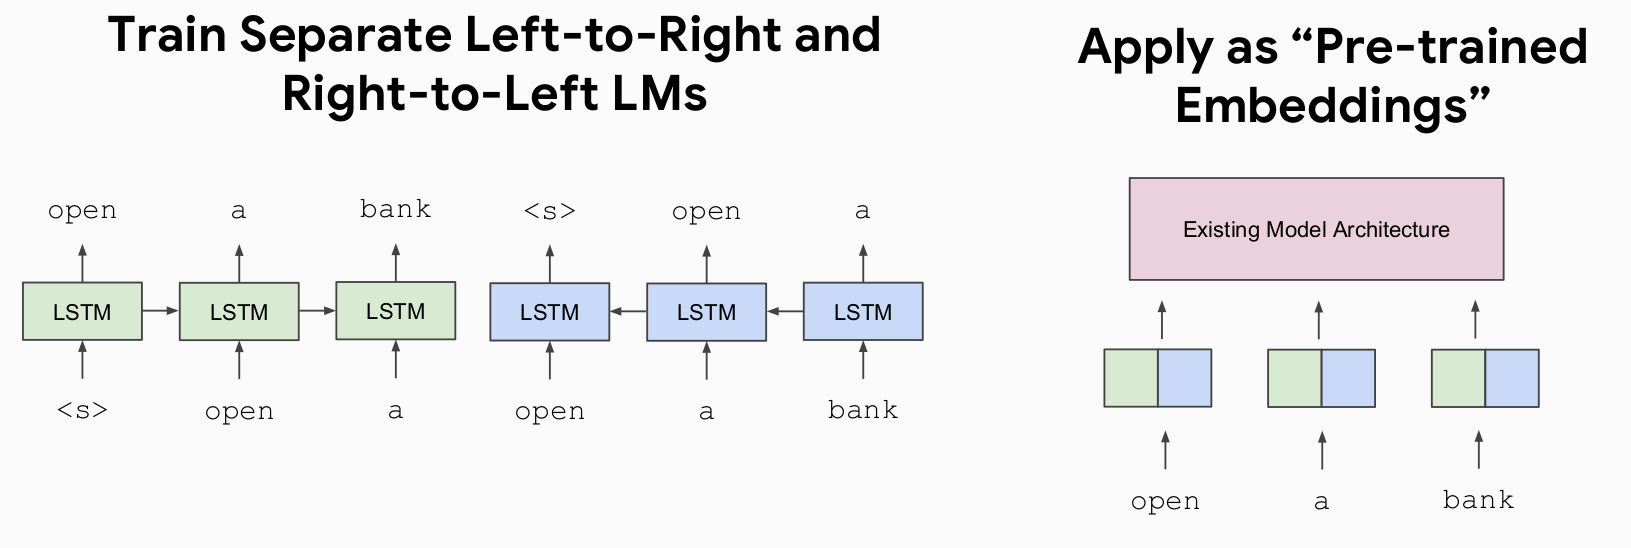 Train Separate Left-to-Right and
Right-to-Left LMs
open a bank <s> open a
LSTM LSTM LSTM LSTM LSTM LSTM
<s> open a open a bank
Apply as “Pre-trained
Embeddings”
Existing Model Architecture
open a bank